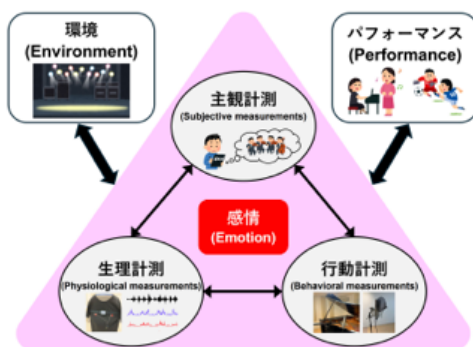 環境
(Environment)
パフォーマンス
(Performance)
主観計測
(Subjective measurements)
感情
(Emotion)
生理計測
(Physiological measurements)
行動計測
(Behavioral measurements)